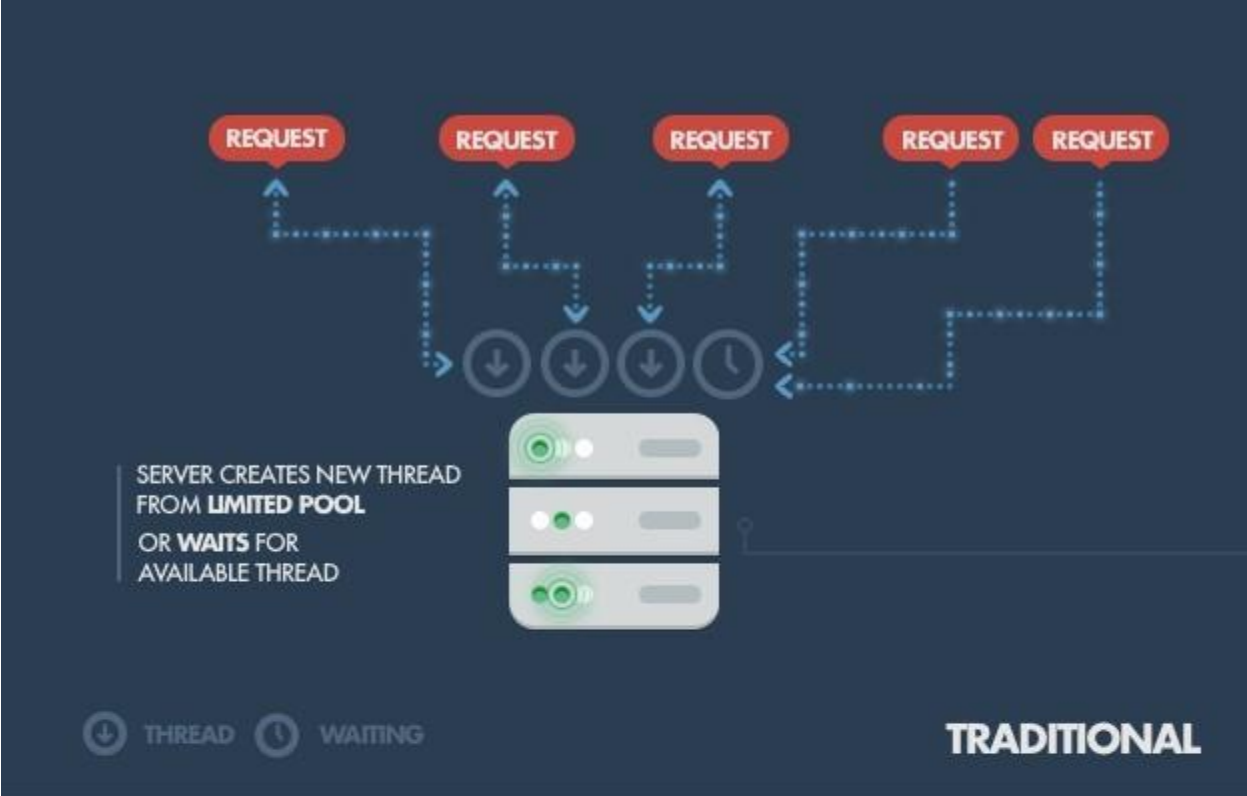 REQUEST
REQUEST
REQUEST
REQUEST
REQUEST
SERVER CREATES NEW THREAD
FROM LIMITED POOL
OR WAITS FOR
AVAILABLE THREAD
THREAD
WAITING
TRADITIONAL